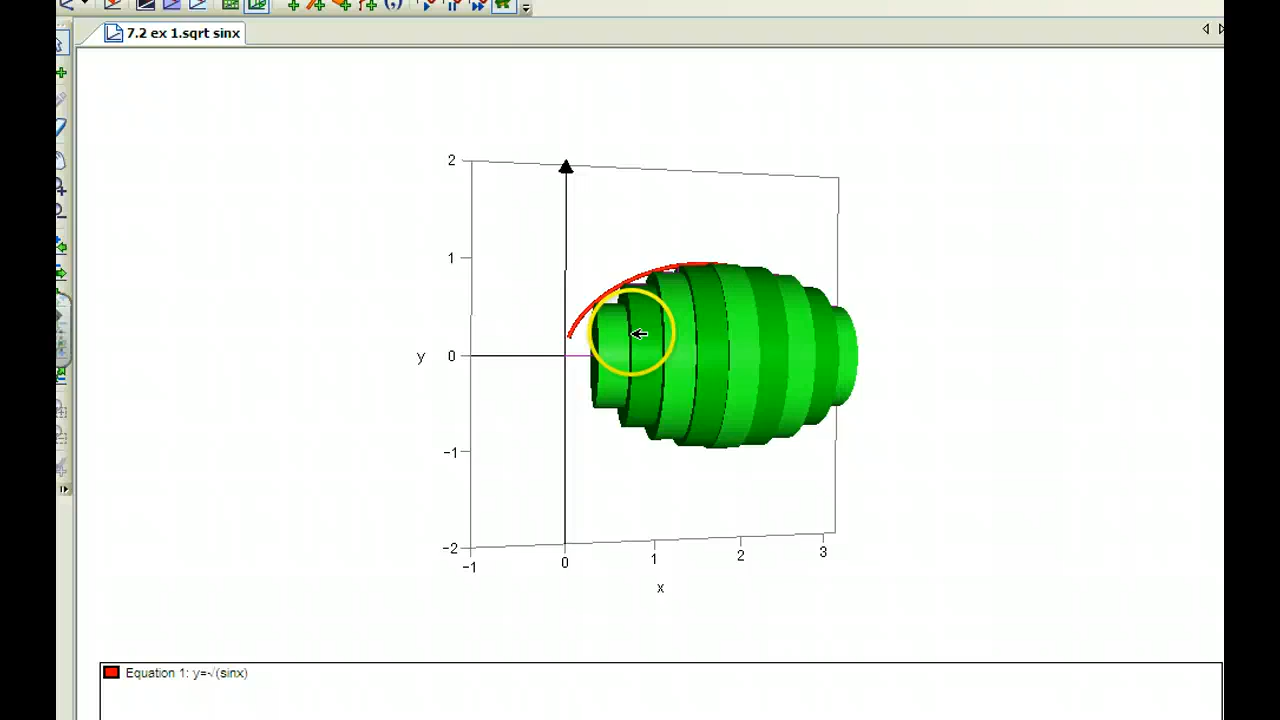 7.2 ex 1.sqrt sinx
2
1
y 0
−1
−2
−1 0 1 2 3
x
Equation 1: y=√(sinx)